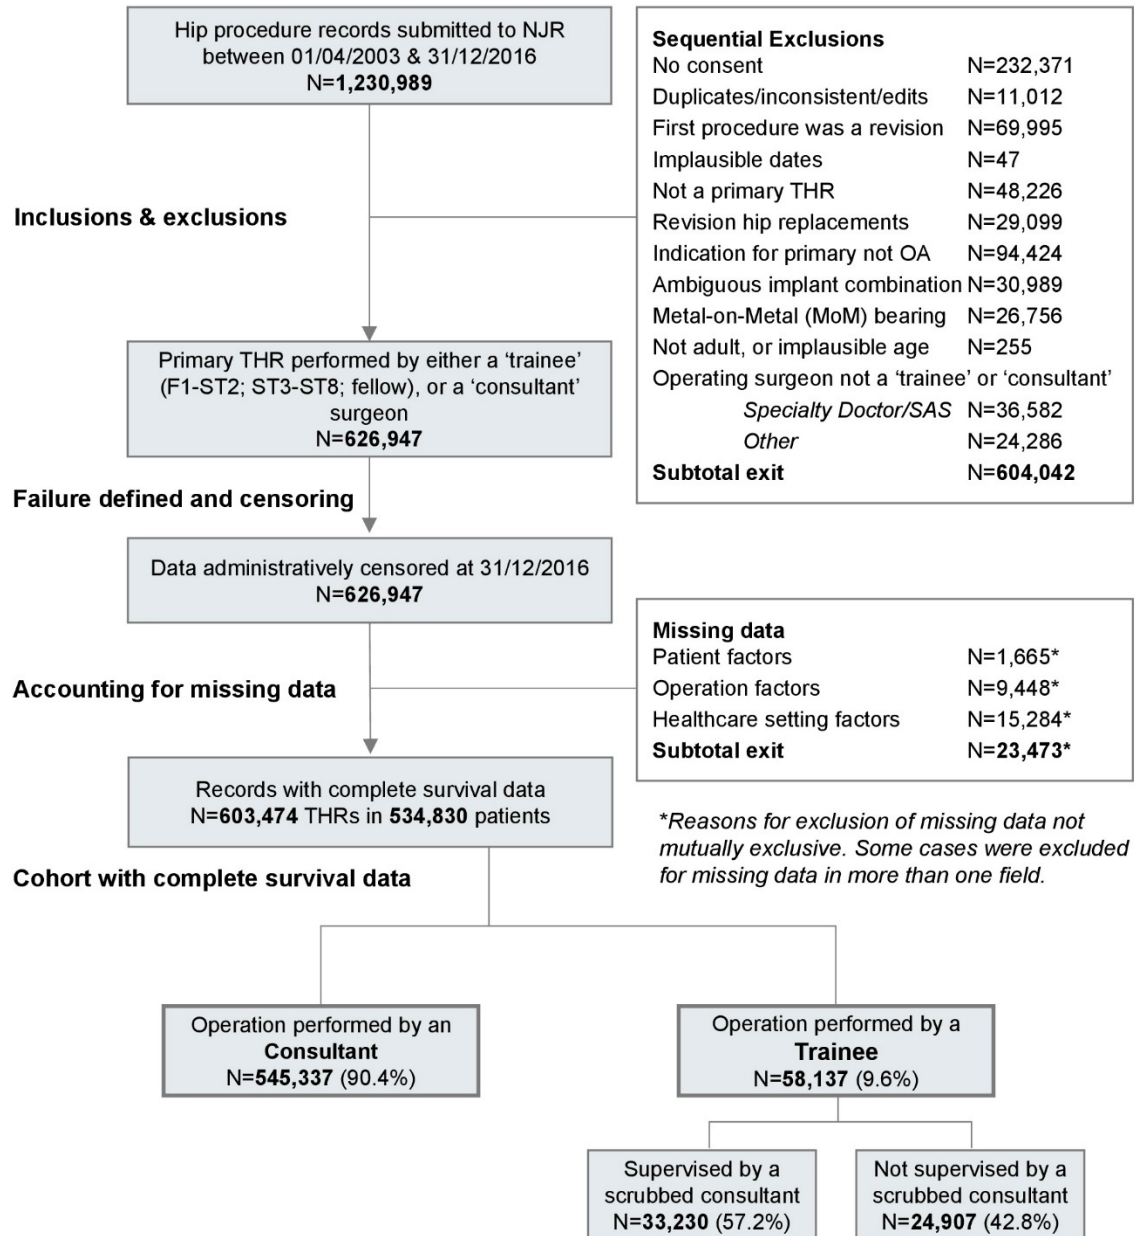 Hip procedure records submitted to NJR
between 01/04/2003 & 31/12/2016
N=1,230,989
Sequential Exclusions
No consent N=232,371
Duplicates/inconsistent/edits N=11,012
First procedure was a revision N=69,995
Implausible dates N=47
Not a primary THR N=48,226
Revision hip replacements N=29,099
Indication for primary not OA N=94,424
Ambiguous implant combination N=30,989
Metal-on-Metal (MoM) bearing N=26,756
Not adult, or implausible age N=255
Operating surgeon not a ‘trainee’ or ‘consultant’
Specialty Doctor/SAS N=36,582
Other N=24,286
Subtotal exit N=604,042
Inclusions & exclusions
Primary THR performed by either a ‘trainee’
(F1-ST2; ST3-ST8; fellow), or a ‘consultant’
surgeon
N=626,947
Failure defined and censoring
Data administratively censored at 31/12/2016
N=626,947
Missing data
Patient factors N=1,665*
Operation factors N=9,448*
Healthcare setting factors N=15,284*
Subtotal exit N=23,473*
Accounting for missing data
Records with complete survival data
N=603,474 THRs in 534,830 patients
*Reasons for exclusion of missing data not
mutually exclusive. Some cases were excluded
for missing data in more than one field.
Cohort with complete survival data
Operation performed by an
Consultant
N=545,337 (90.4%)
Operation performed by a
Trainee
N=58,137 (9.6%)
Supervised by a
scrubbed consultant
N=33,230 (57.2%)
Not supervised by a
scrubbed consultant
N=24,907 (42.8%)